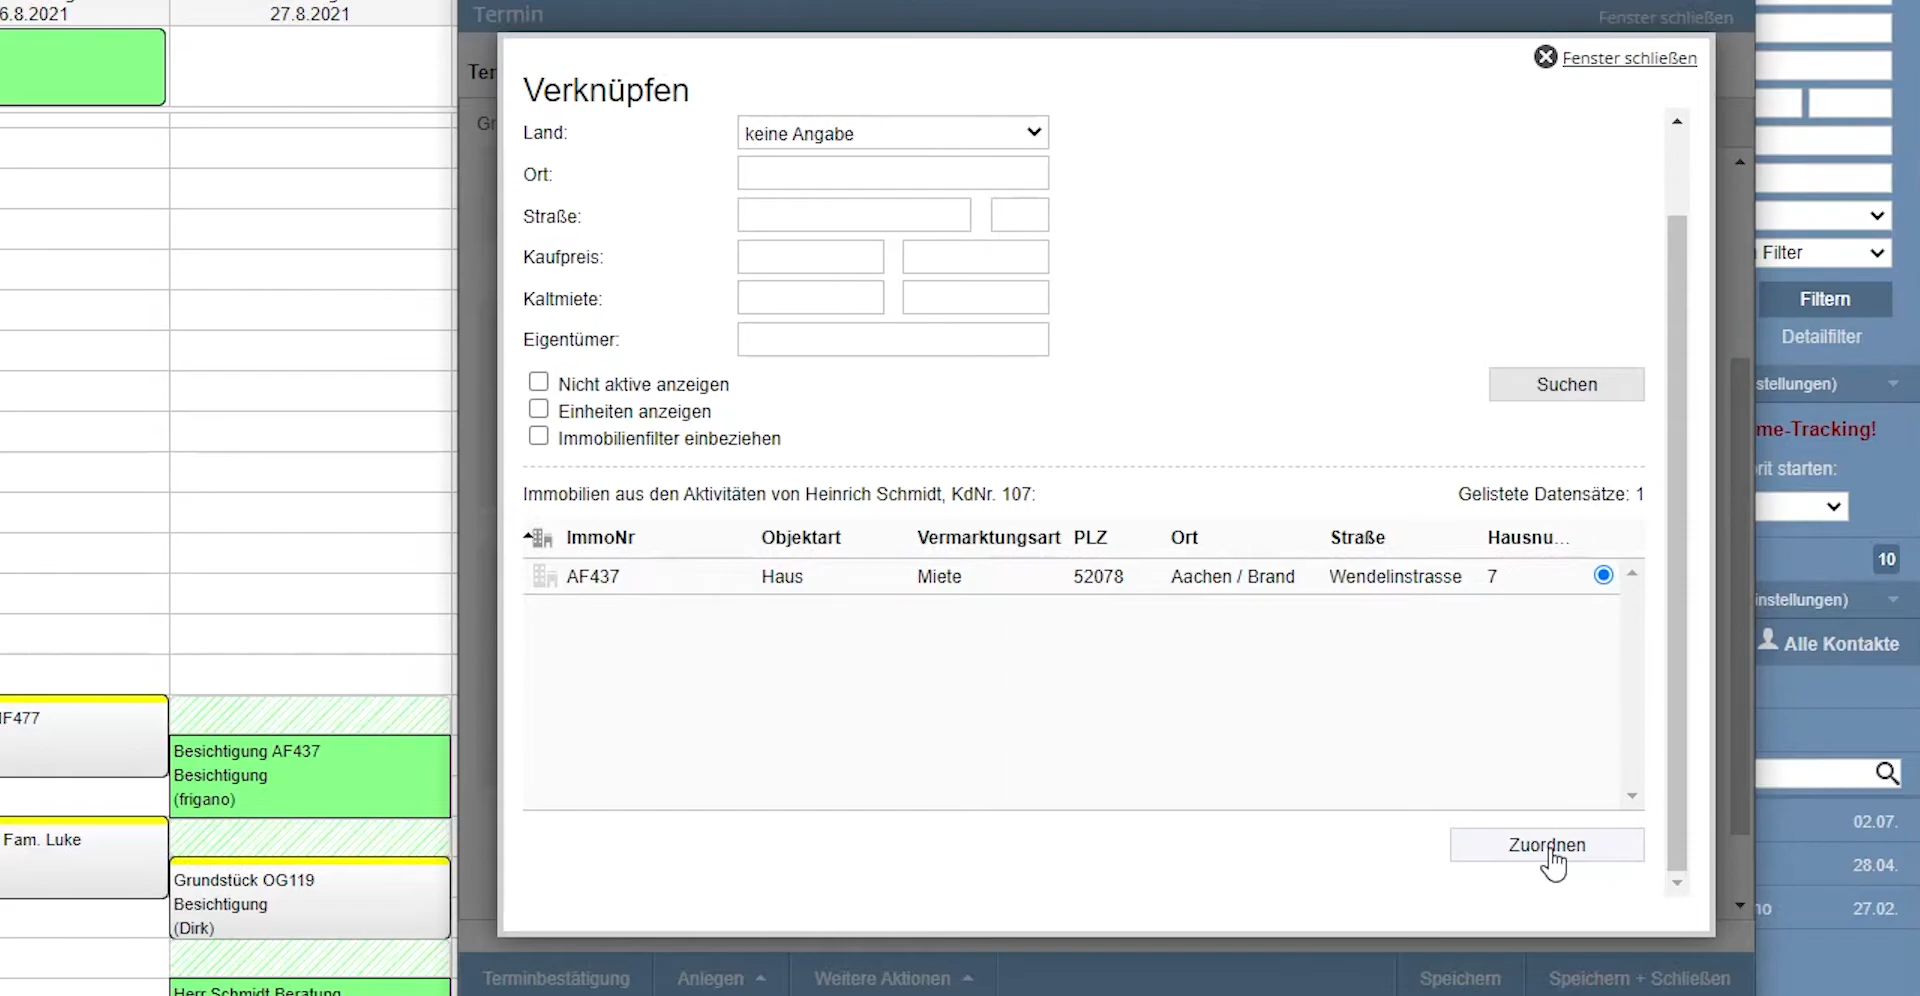 6.8.2021
27.8.2021
Termin
Fenster schließen
Ter
Gr
Fenster schließen
Verknüpfen
Land:
keine Angabe
Ort:
Straße:
Kaufpreis:
Kaltmiete:
Eigentümer:
Nicht aktive anzeigen
Einheiten anzeigen
Immobilienfilter einbeziehen
Suchen
Immobilien aus den Aktivitäten von Heinrich Schmidt, KdNr. 107:
Gelistete Datensätze: 1
ImmoNr Objektart Vermarktungsart PLZ Ort Straße Hausnu...
AF437 Haus Miete 52078 Aachen / Brand Wendelinstrasse 7
Zuordnen
F477
Fam. Luke
Besichtigung AF437
Besichtigung
(frigano)
Grundstück OG119
Besichtigung
(Dirk)
Herr Schmidt Beratung
Filter
Filtern
Detailfilter
stellungen)
me-Tracking!
rit starten:
10
instellungen)
Alle Kontakte
02.07.
28.04.
no 27.02.
Terminbestätigung
Anlegen
Weitere Aktionen
Speichern
Speichern + Schließen